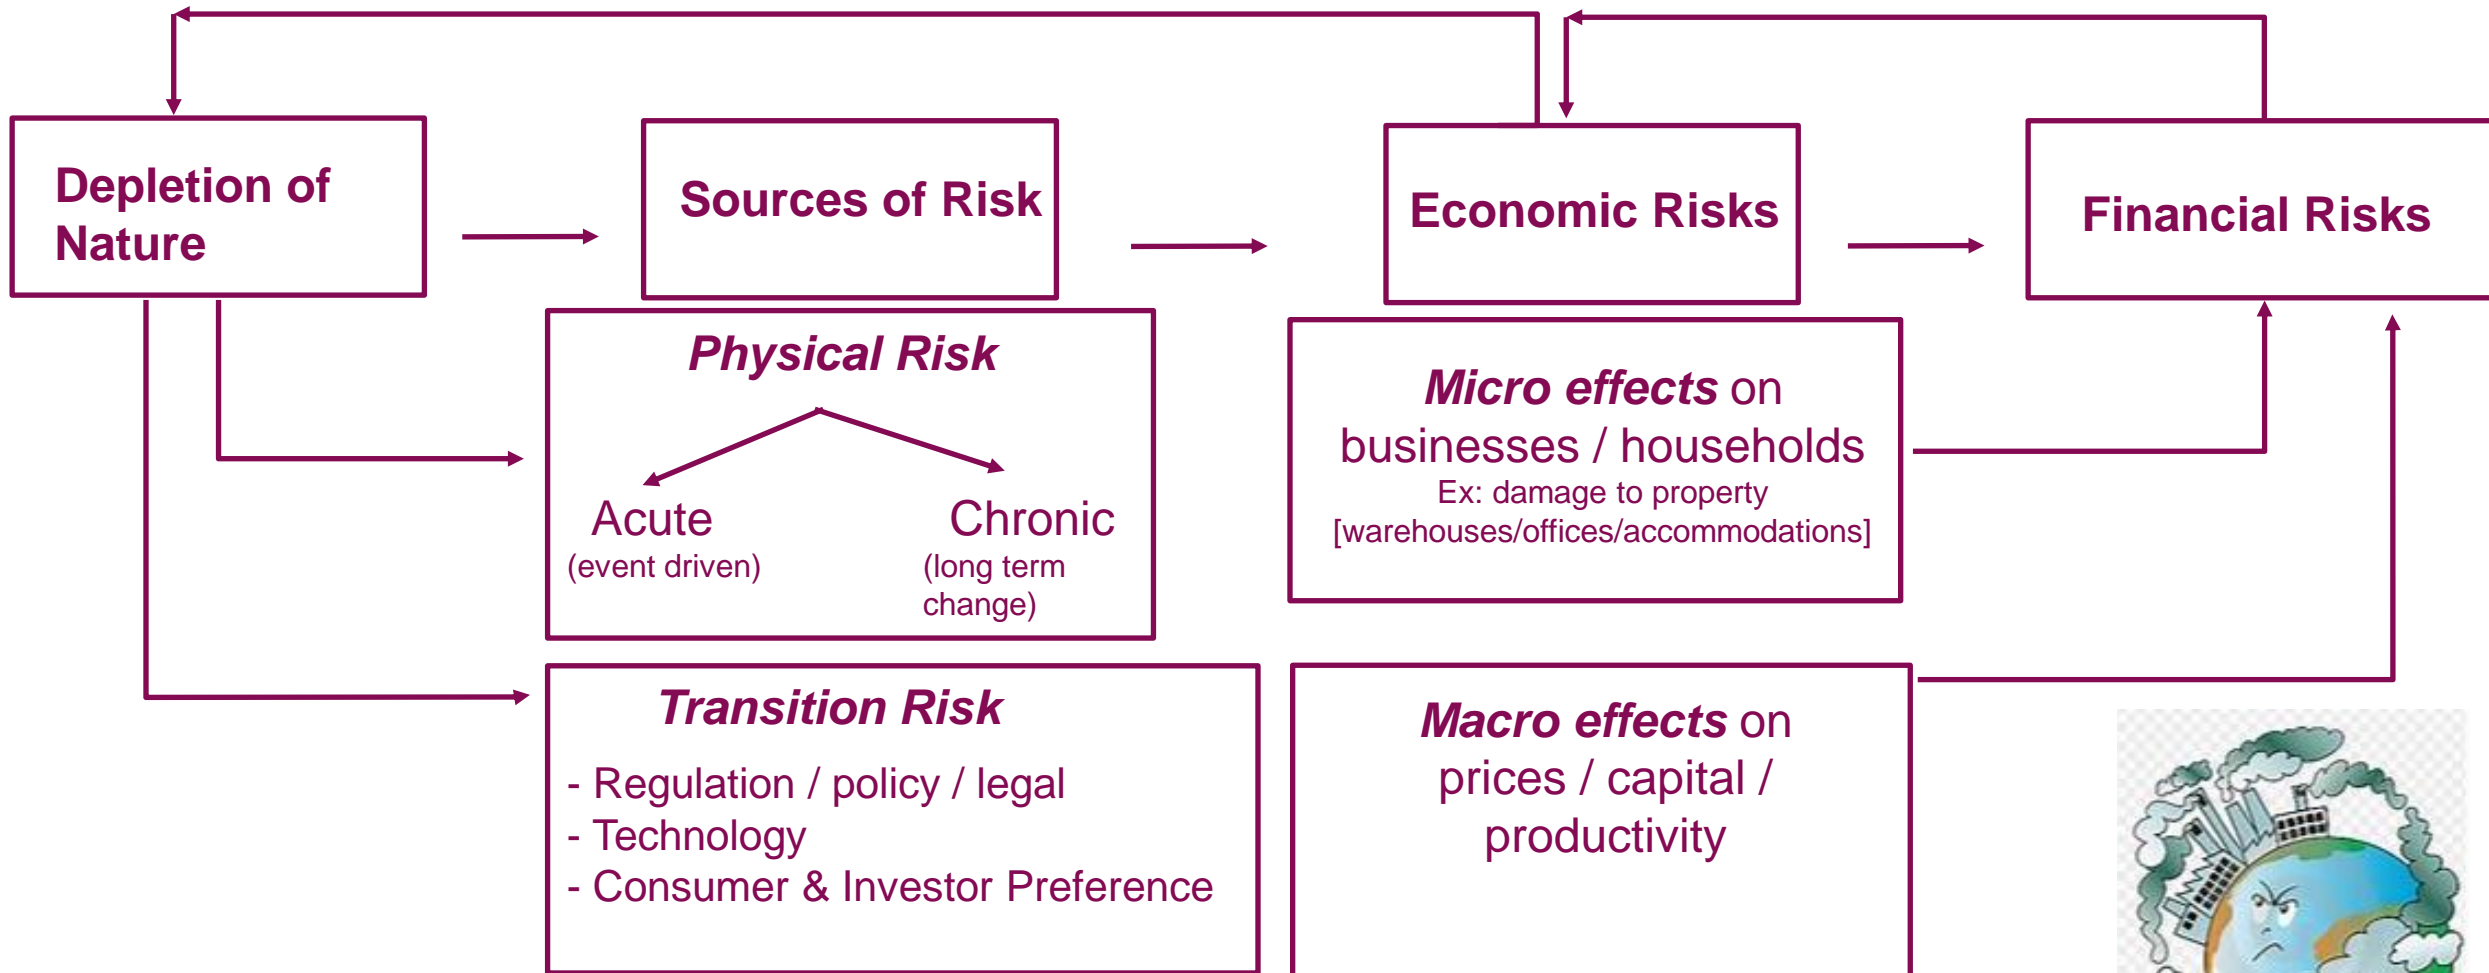 Depletion of
Nature
Sources of Risk
Economic Risks
Financial Risks
Physical Risk
Acute
(event driven)
Chronic
(long term
change)
Micro effects on
businesses / households
Ex: damage to property
[warehouses/offices/accommodations]
Transition Risk
- Regulation / policy / legal
- Technology
- Consumer & Investor Preference
Macro effects on
prices / capital /
productivity